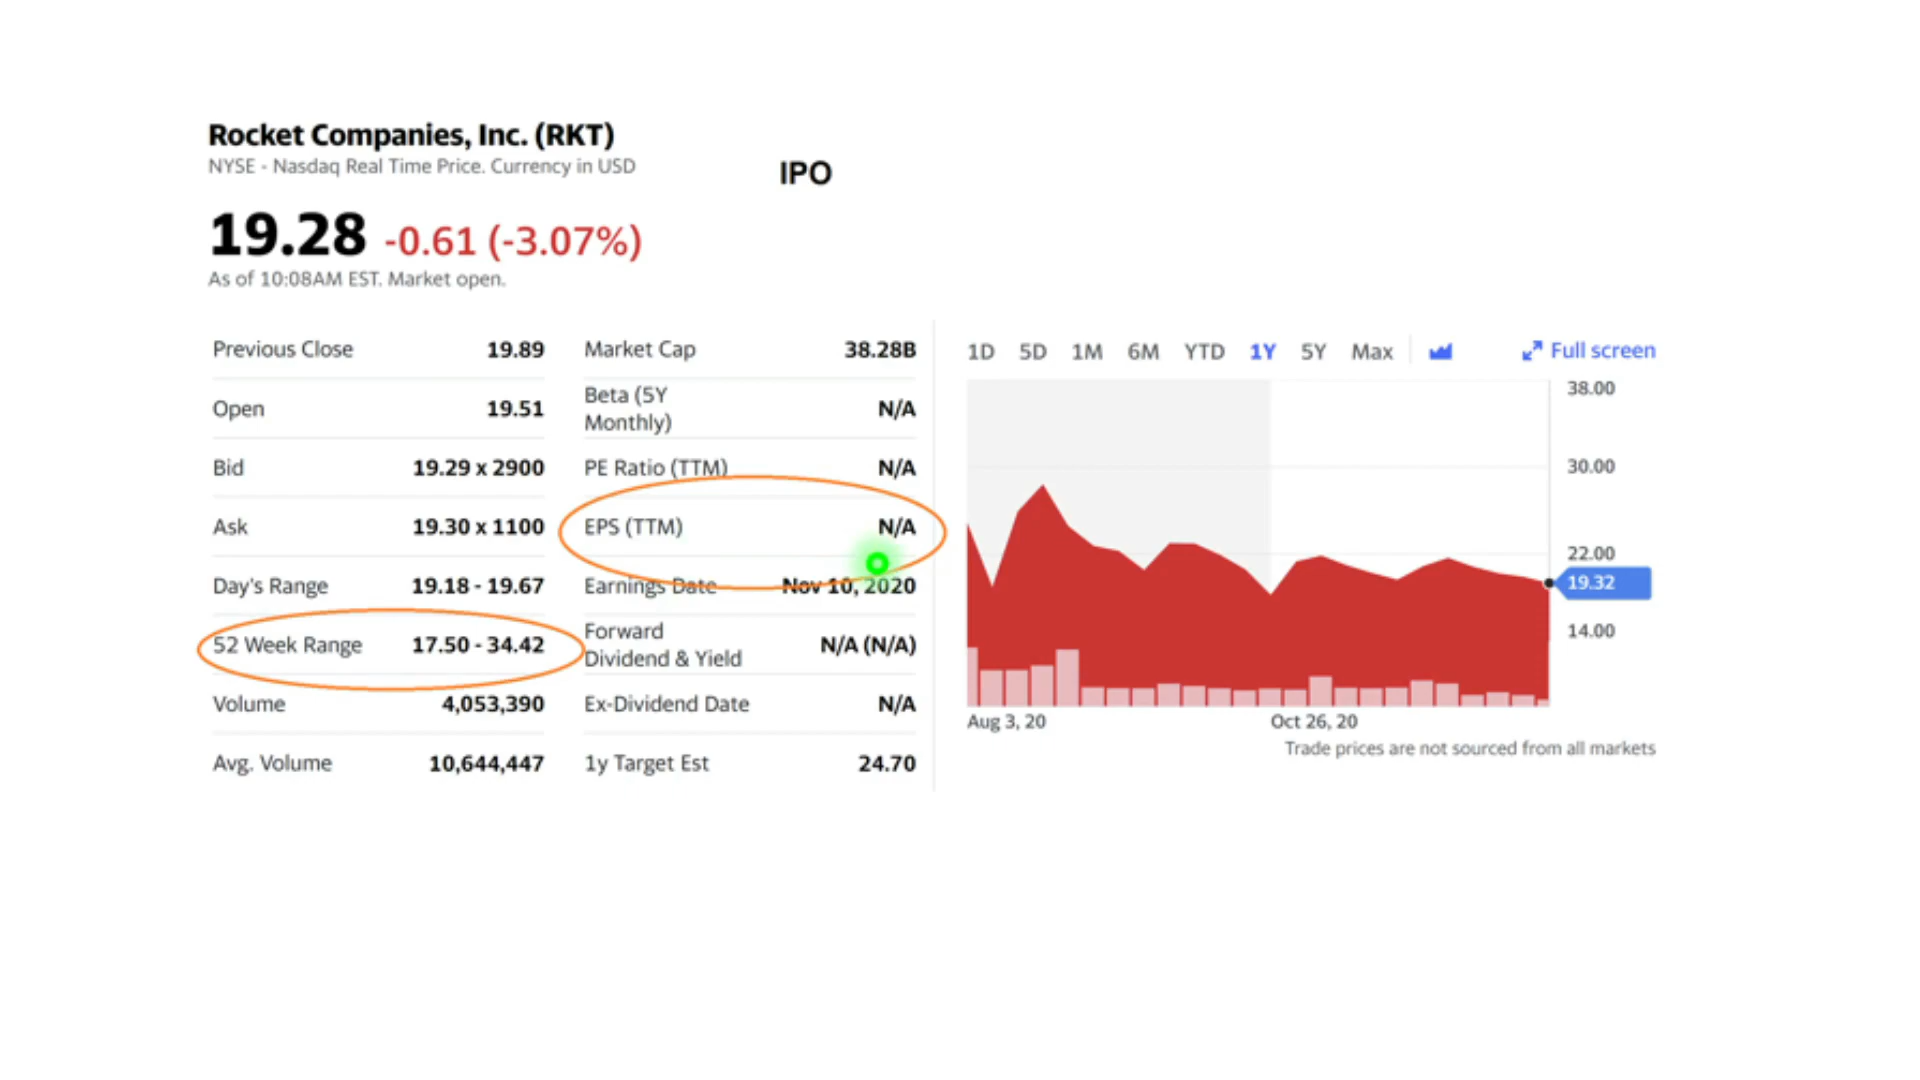 Rocket Companies, Inc. (RKT)
NYSE - Nasdaq Real Time Price. Currency in USD
IPO
19.28 -0.61 (-3.07%)
As of 10:08AM EST. Market open.
Previous Close 19.89
Open 19.51
Bid 19.29 x 2900
Ask 19.30 x 1100
Day's Range 19.18 - 19.67
52 Week Range 17.50 - 34.42
Volume 4,053,390
Avg. Volume 10,644,447
Market Cap 38.28B
Beta (5Y
Monthly) N/A
PE Ratio (TTM) N/A
EPS (TTM) N/A
Earnings Date Nov 10, 2020
Forward
Dividend & Yield N/A (N/A)
Ex-Dividend Date N/A
1y Target Est 24.70
1D 5D 1M 6M YTD 1Y 5Y Max Full screen
38.00
30.00
22.00
19.32
14.00
Aug 3, 20 Oct 26, 20
Trade prices are not sourced from all markets